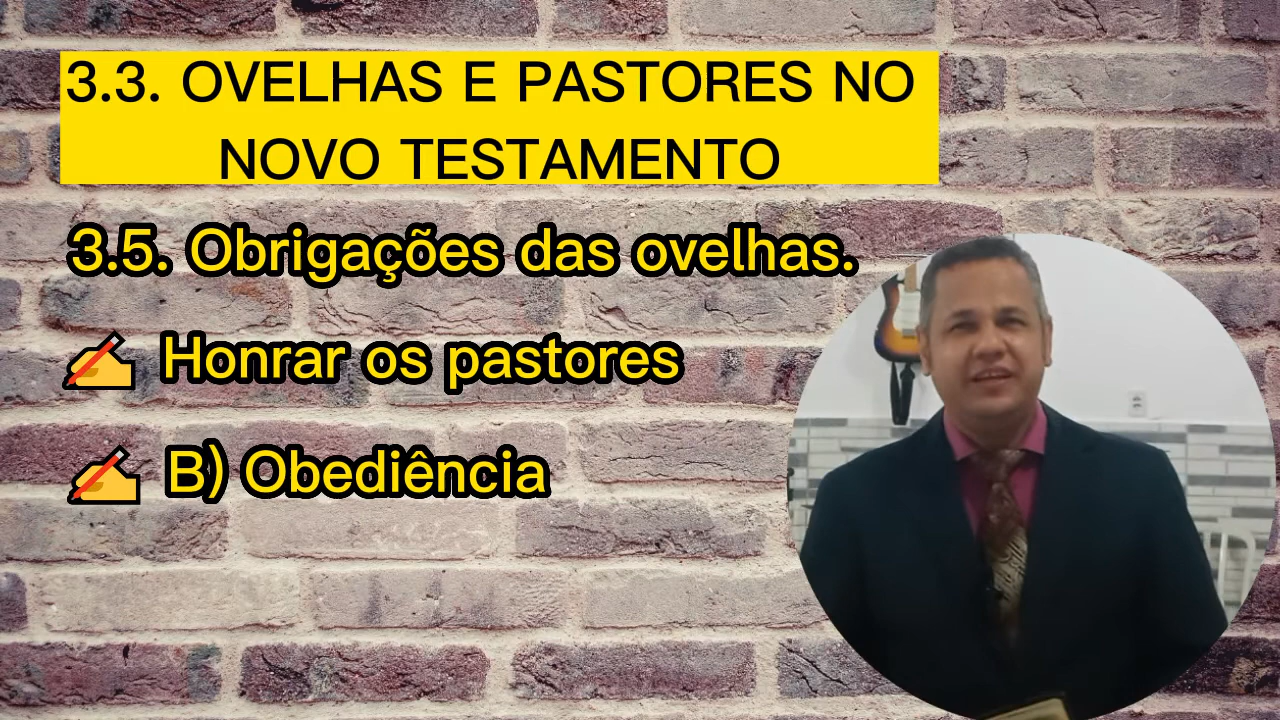 3.3. OVELHAS E PASTORES NO
NOVO TESTAMENTO
3.5. Obrigações das ovelhas.
✍ Honrar os pastores
✍ B) Obediência